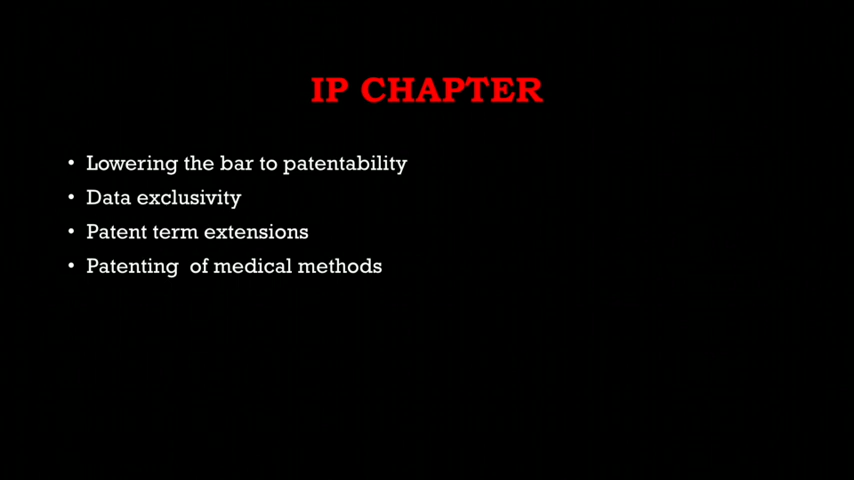 IP CHAPTER
• Lowering the bar to patentability
• Data exclusivity
• Patent term extensions
• Patenting  of medical methods